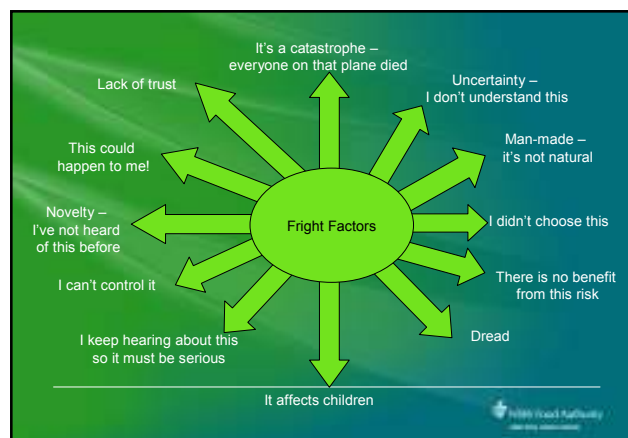 It's a catastrophe –
everyone on that plane died
Uncertainty –
I don't understand this
Man-made –
it's not natural
I didn't choose this
There is no benefit
from this risk
Dread
It affects children
I keep hearing about this
so it must be serious
I can't control it
Novelty –
I've not heard
of this before
This could
happen to me!
Lack of trust
Fright Factors
NSW Food Authority